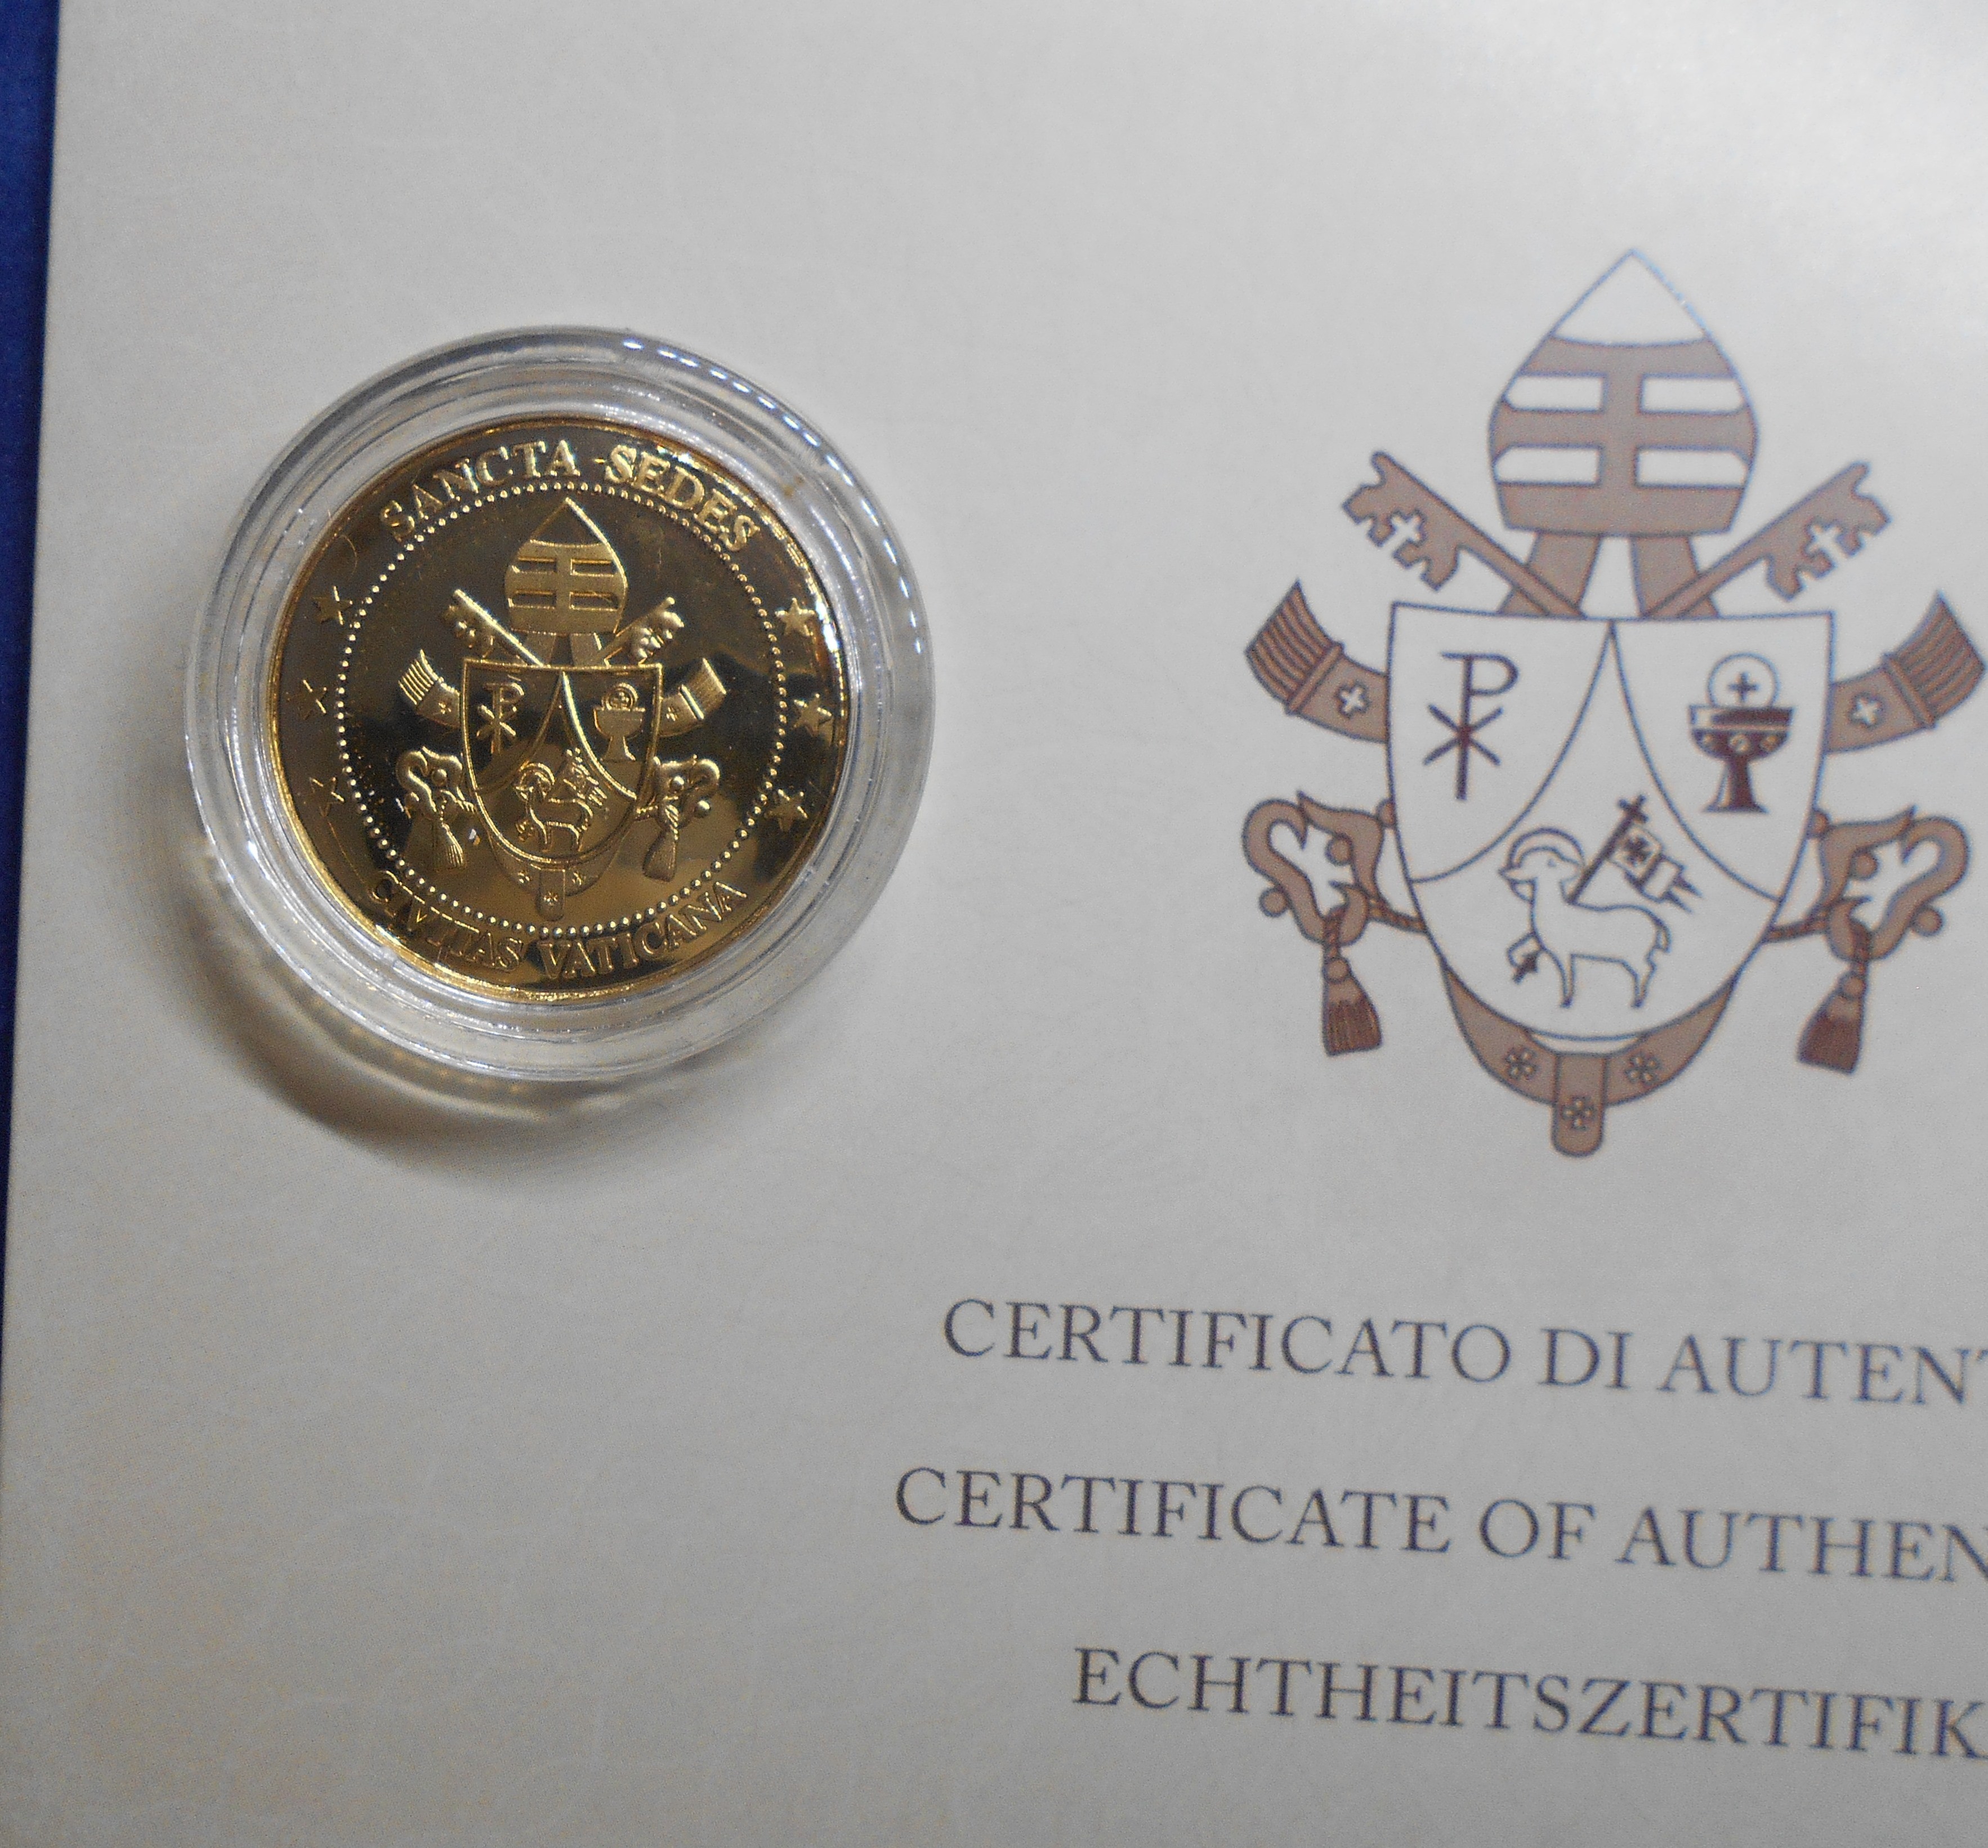 SANCTA SEDES
CIVITAS VATICANA
CERTIFICATO DI AUTENT
CERTIFICATE OF AUTHEN
ECHTHEITSZERTIFIK